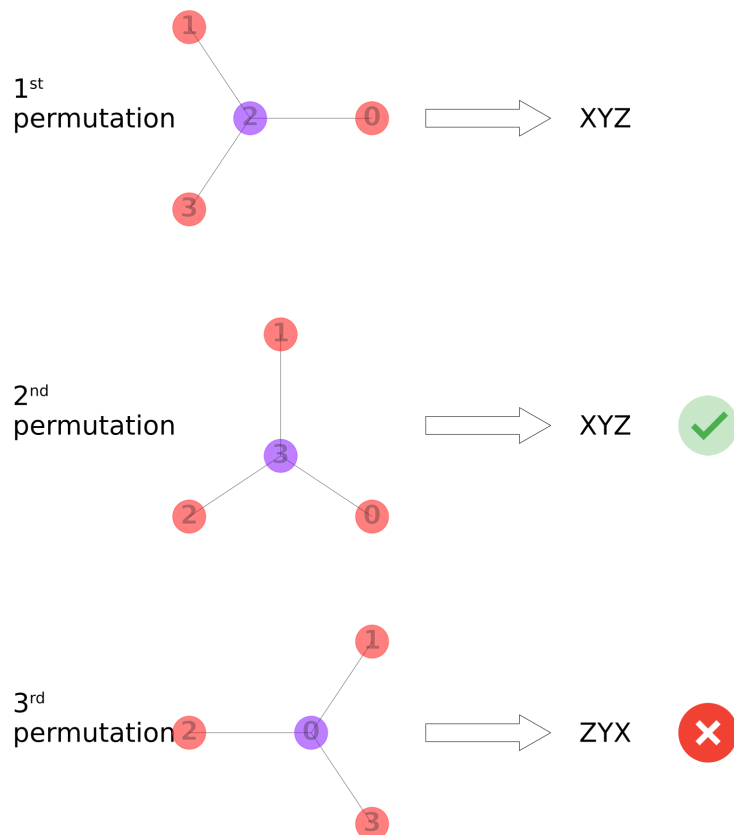 1
1st
permutation
2
0
XYZ
3
1
2nd
permutation
3
XYZ
2
0
1
3rd
permutation
2
0
ZYX
3